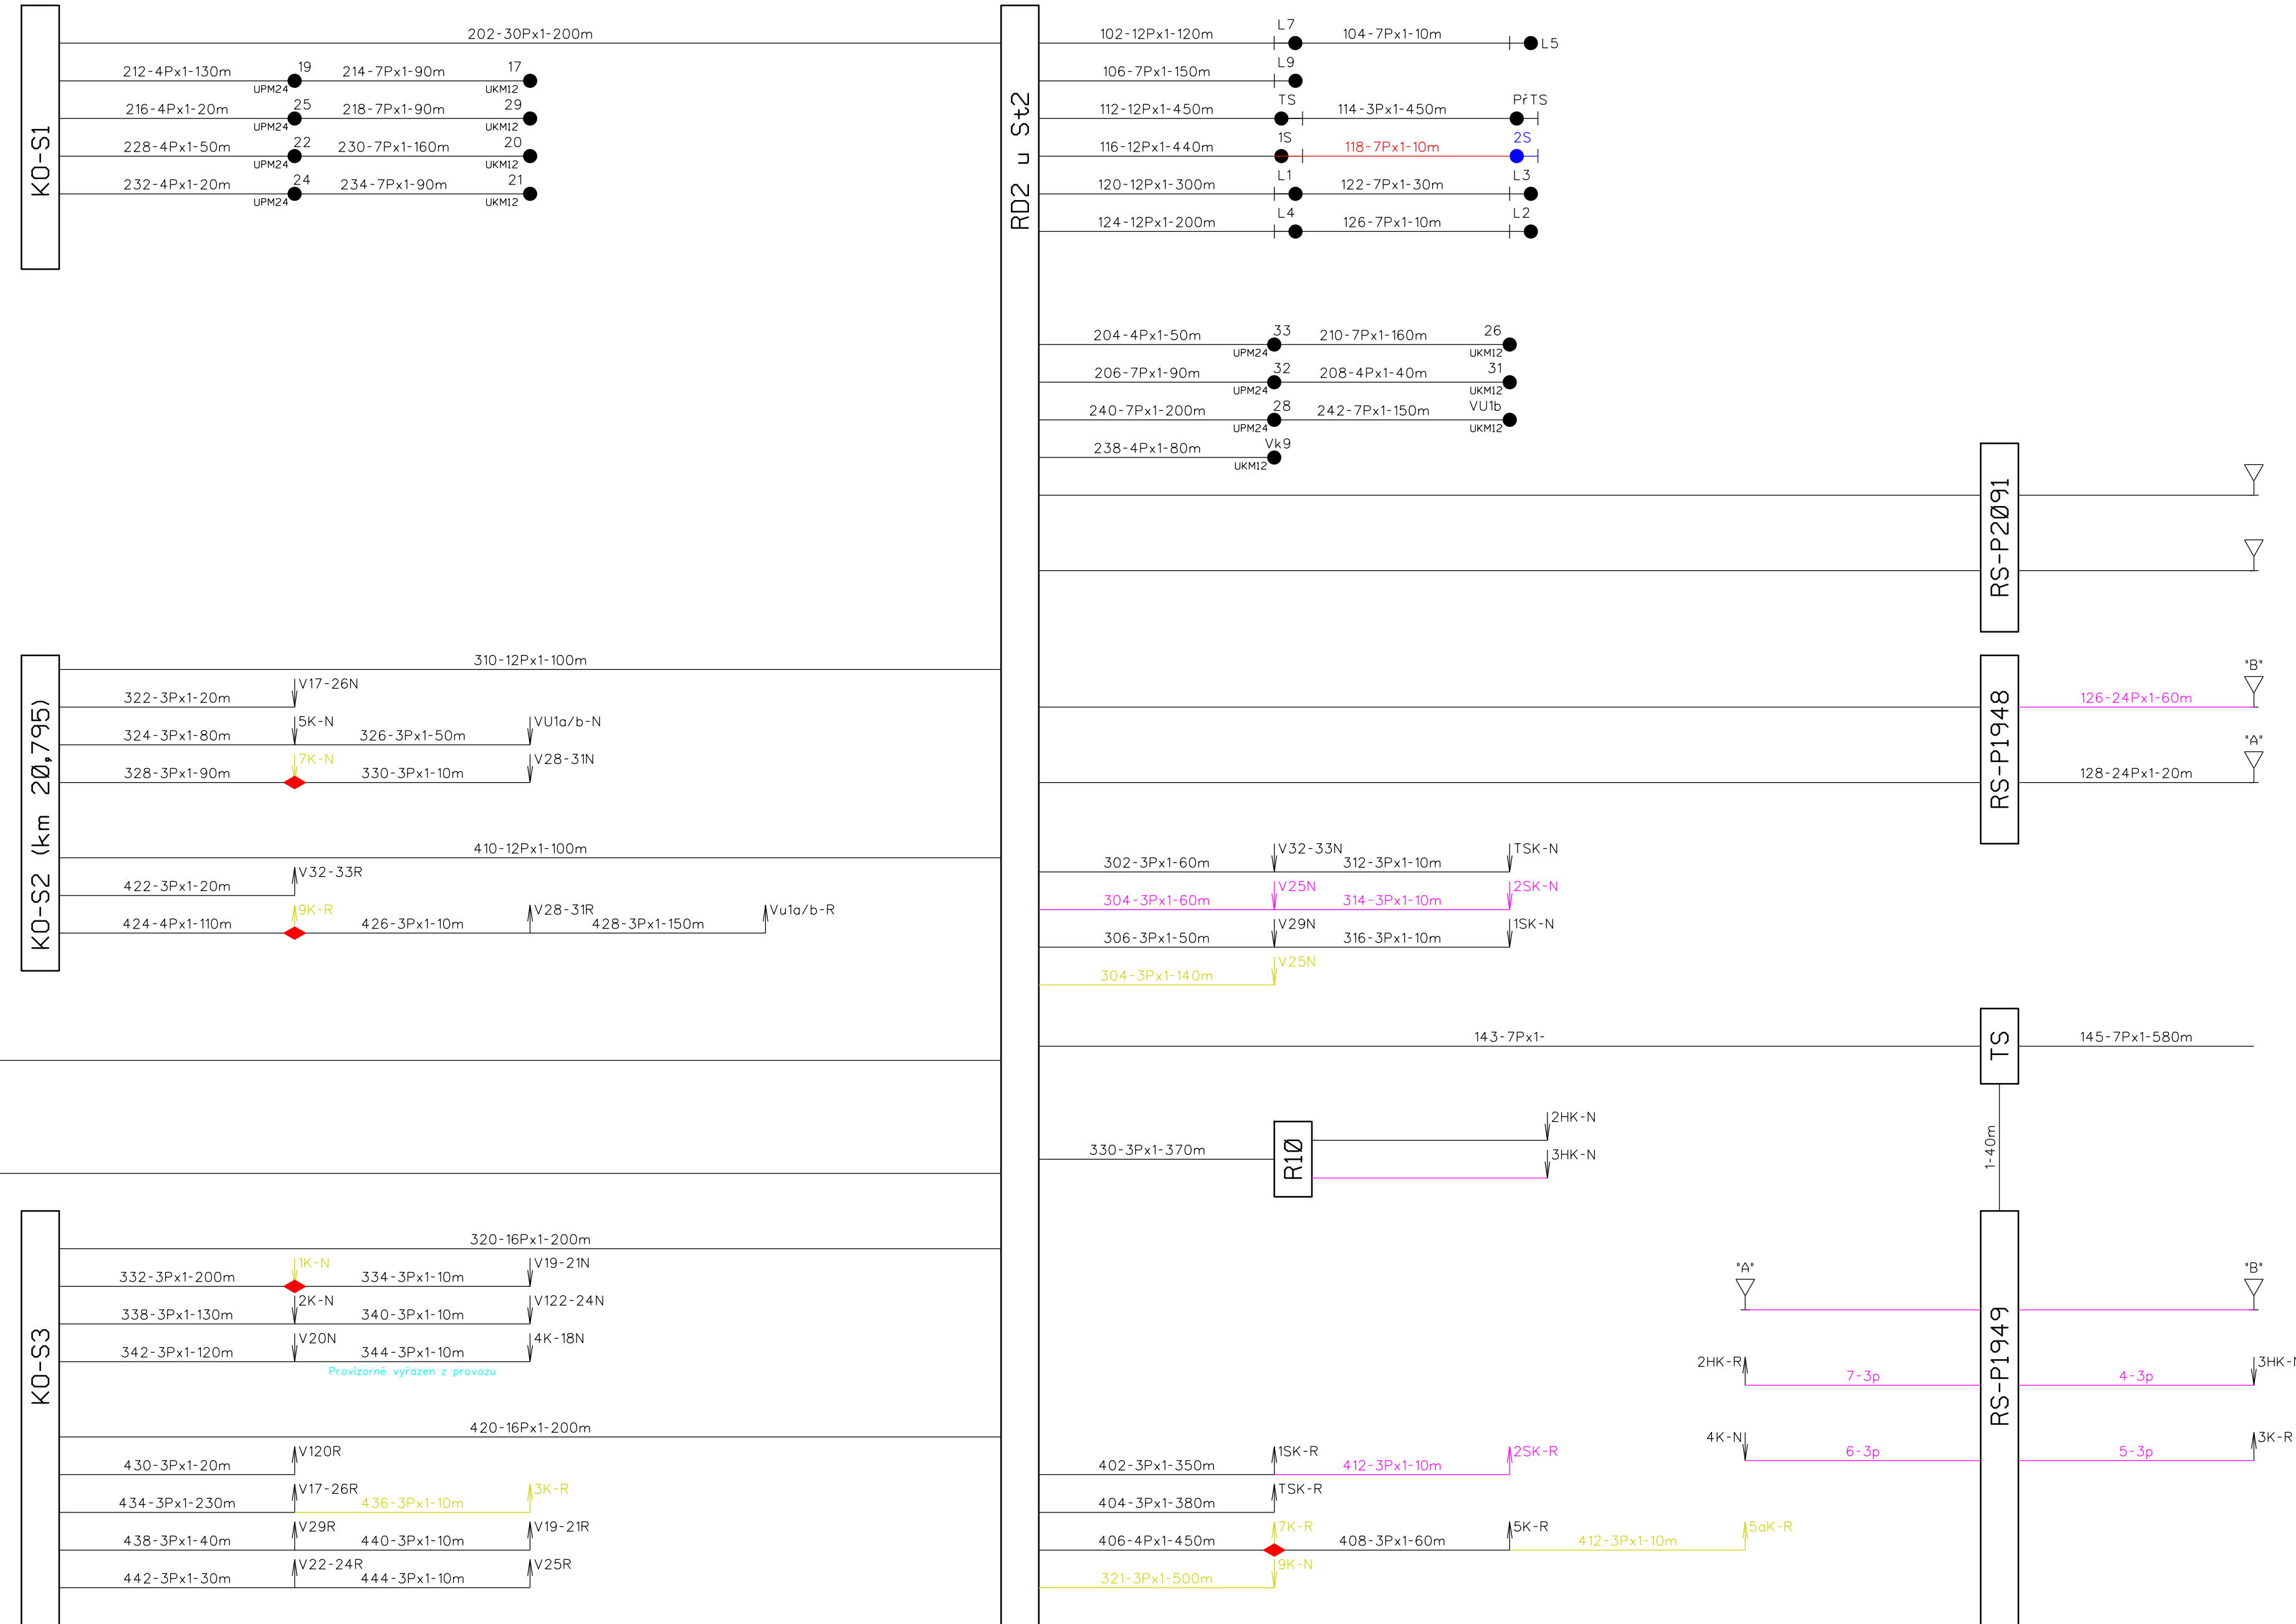 KO-S1
202-30Px1-200m
212-4Px1-130m
19
UPM24
214-7Px1-90m
17
UKM12
216-4Px1-20m
25
UPM24
218-7Px1-90m
29
UKM12
228-4Px1-50m
22
UPM24
230-7Px1-160m
20
UKM12
232-4Px1-20m
24
UPM24
234-7Px1-90m
21
UKM12
RD2 u St2
102-12Px1-120m
L7
104-7Px1-10m
L5
106-7Px1-150m
L9
112-12Px1-450m
TS
114-3Px1-450m
PřTS
116-12Px1-440m
1S
118-7Px1-10m
2S
120-12Px1-300m
L1
122-7Px1-30m
L3
124-12Px1-200m
L4
126-7Px1-10m
L2
204-4Px1-50m
33
UPM24
210-7Px1-160m
26
UKM12
206-7Px1-90m
32
UPM24
208-4Px1-40m
31
UKM12
240-7Px1-200m
28
UPM24
242-7Px1-150m
VU1b
UKM12
238-4Px1-80m
Vk9
UKM12
RS-P2091
KO-S2 (km 20,795)
310-12Px1-100m
322-3Px1-20m
V17-26N
324-3Px1-80m
5K-N
326-3Px1-50m
VU1a/b-N
328-3Px1-90m
7K-N
330-3Px1-10m
V28-31N
410-12Px1-100m
422-3Px1-20m
V32-33R
424-4Px1-110m
9K-R
426-3Px1-10m
V28-31R
428-3Px1-150m
Vu1a/b-R
RS-P1948
126-24Px1-60m
"B"
128-24Px1-20m
"A"
302-3Px1-60m
V32-33N
312-3Px1-10m
TSK-N
304-3Px1-60m
V25N
314-3Px1-10m
2SK-N
306-3Px1-50m
V29N
316-3Px1-10m
1SK-N
304-3Px1-140m
V25N
143-7Px1-
TS
145-7Px1-580m
1-40m
330-3Px1-370m
R10
2HK-N
3HK-N
KO-S3
320-16Px1-200m
332-3Px1-200m
1K-N
334-3Px1-10m
V19-21N
338-3Px1-130m
2K-N
340-3Px1-10m
V122-24N
342-3Px1-120m
V20N
344-3Px1-10m
4K-18N
Provizorně vyřazen z provozu
420-16Px1-200m
430-3Px1-20m
V120R
434-3Px1-230m
V17-26R
436-3Px1-10m
3K-R
438-3Px1-40m
V29R
440-3Px1-10m
V19-21R
442-3Px1-30m
V22-24R
444-3Px1-10m
V25R
402-3Px1-350m
1SK-R
412-3Px1-10m
2SK-R
404-3Px1-380m
TSK-R
406-4Px1-450m
7K-R
408-3Px1-60m
5K-R
412-3Px1-10m
5aK-R
321-3Px1-500m
9K-N
RS-P1949
"A"
"B"
2HK-R
7-3p
4-3p
4K-N
6-3p
5-3p
3K-R